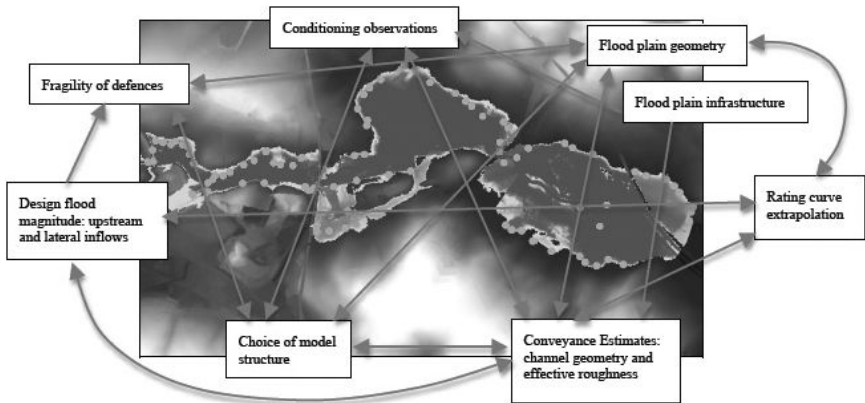 Conditioning observations
Flood plain geometry
Fragility of defences
Flood plain infrastructure
Design flood
magnitude: upstream
and lateral inflows
Rating curve
extrapolation
Choice of model
structure
Conveyance Estimates:
channel geometry and
effective roughness